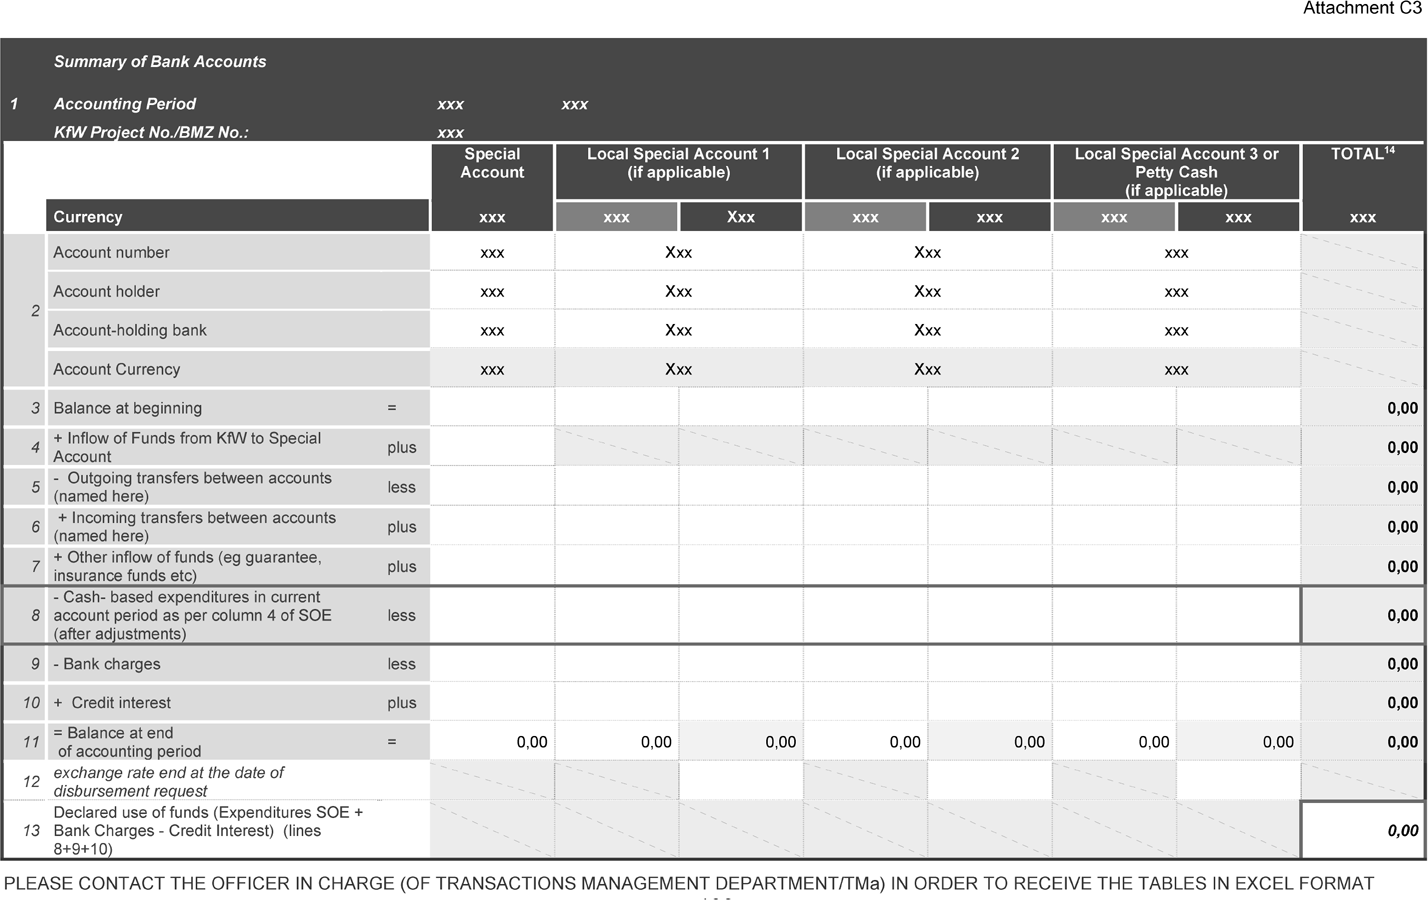 Attachment C3
Summary of Bank Accounts
1 Accounting Period xxx xxx
KfW Project No./BMZ No.: xxx
Special Account
Local Special Account 1 (if applicable)
Local Special Account 2 (if applicable)
Local Special Account 3 or Petty Cash (if applicable)
TOTAL14
Currency xxx xxx Xxx xxx xxx xxx xxx xxx
2
Account number xxx Xxx Xxx xxx
Account holder xxx Xxx Xxx xxx
Account-holding bank xxx Xxx Xxx xxx
Account Currency xxx Xxx Xxx xxx
3 Balance at beginning = 0,00
4 + Inflow of Funds from KfW to Special
Account plus 0,00
5 - Outgoing transfers between accounts
(named here) less 0,00
6 + Incoming transfers between accounts
(named here) plus 0,00
7 + Other inflow of funds (eg guarantee,
insurance funds etc) plus 0,00
8 - Cash- based expenditures in current
account period as per column 4 of SOE less 0,00
(after adjustments)
9 - Bank charges less 0,00
10 + Credit interest plus 0,00
11 = Balance at end
of accounting period = 0,00 0,00 0,00 0,00 0,00 0,00 0,00 0,00
12 exchange rate end at the date of
disbursement request
13 Declared use of funds (Expenditures SOE +
Bank Charges - Credit Interest) (lines 0,00
8+9+10)
PLEASE CONTACT THE OFFICER IN CHARGE (OF TRANSACTIONS MANAGEMENT DEPARTMENT/TMa) IN ORDER TO RECEIVE THE TABLES IN EXCEL FORMAT